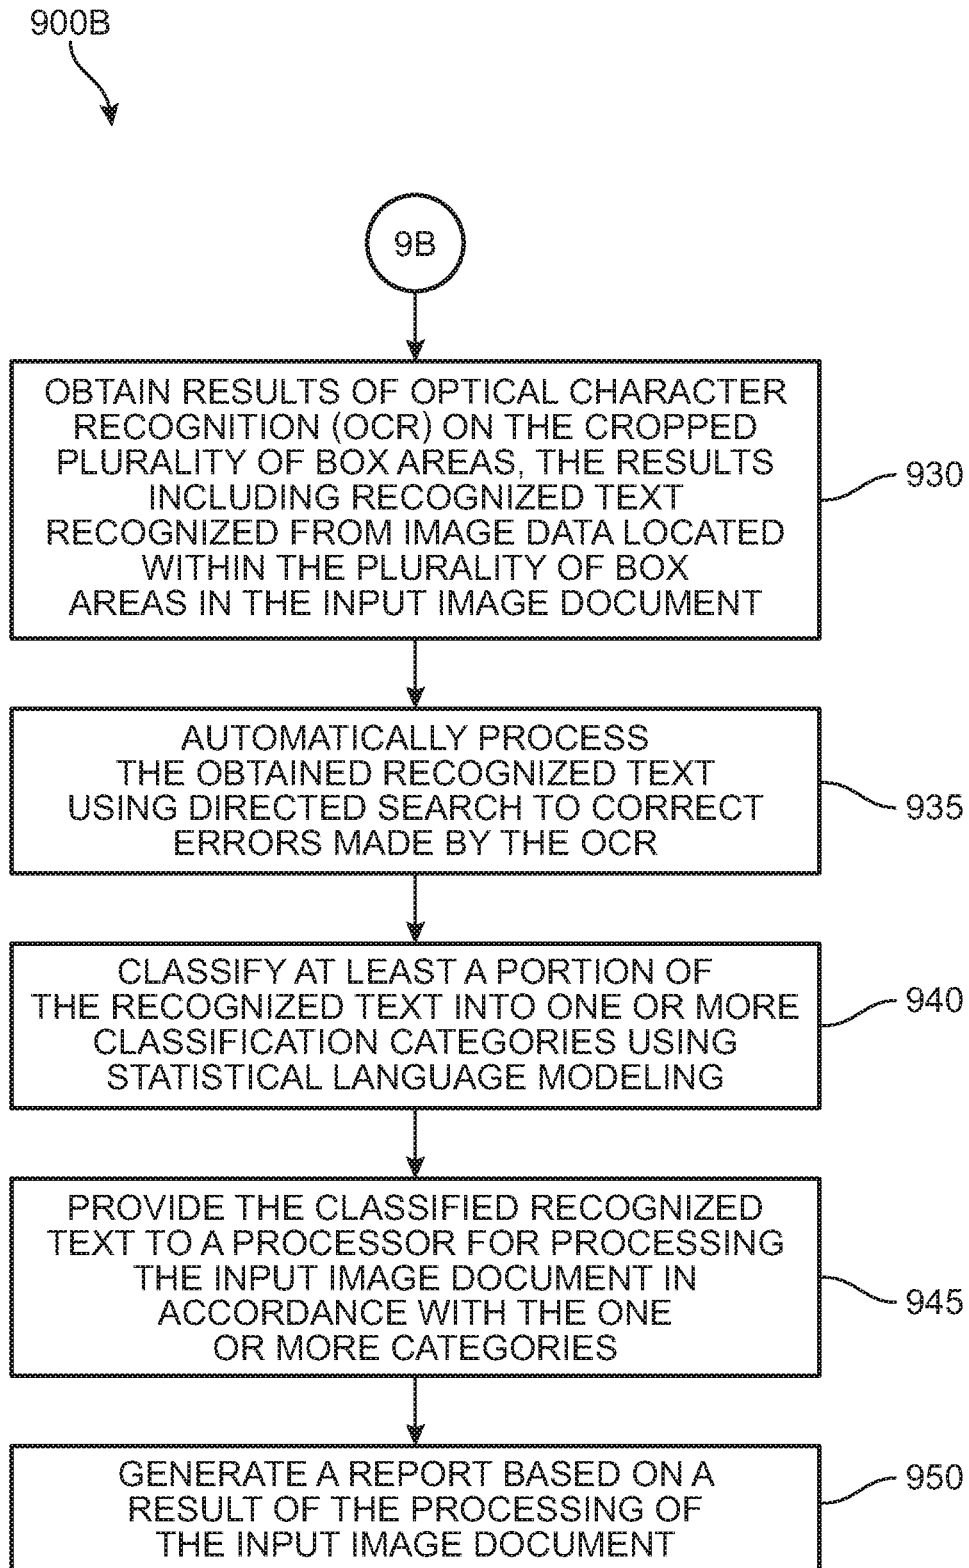 900B
9B
OBTAIN RESULTS OF OPTICAL CHARACTER
RECOGNITION (OCR) ON THE CROPPED
PLURALITY OF BOX AREAS, THE RESULTS
INCLUDING RECOGNIZED TEXT
RECOGNIZED FROM IMAGE DATA LOCATED
WITHIN THE PLURALITY OF BOX
AREAS IN THE INPUT IMAGE DOCUMENT
930
AUTOMATICALLY PROCESS
THE OBTAINED RECOGNIZED TEXT
USING DIRECTED SEARCH TO CORRECT
ERRORS MADE BY THE OCR
935
CLASSIFY AT LEAST A PORTION OF
THE RECOGNIZED TEXT INTO ONE OR MORE
CLASSIFICATION CATEGORIES USING
STATISTICAL LANGUAGE MODELING
940
PROVIDE THE CLASSIFIED RECOGNIZED
TEXT TO A PROCESSOR FOR PROCESSING
THE INPUT IMAGE DOCUMENT IN
ACCORDANCE WITH THE ONE
OR MORE CATEGORIES
945
GENERATE A REPORT BASED ON A
RESULT OF THE PROCESSING OF
THE INPUT IMAGE DOCUMENT
950